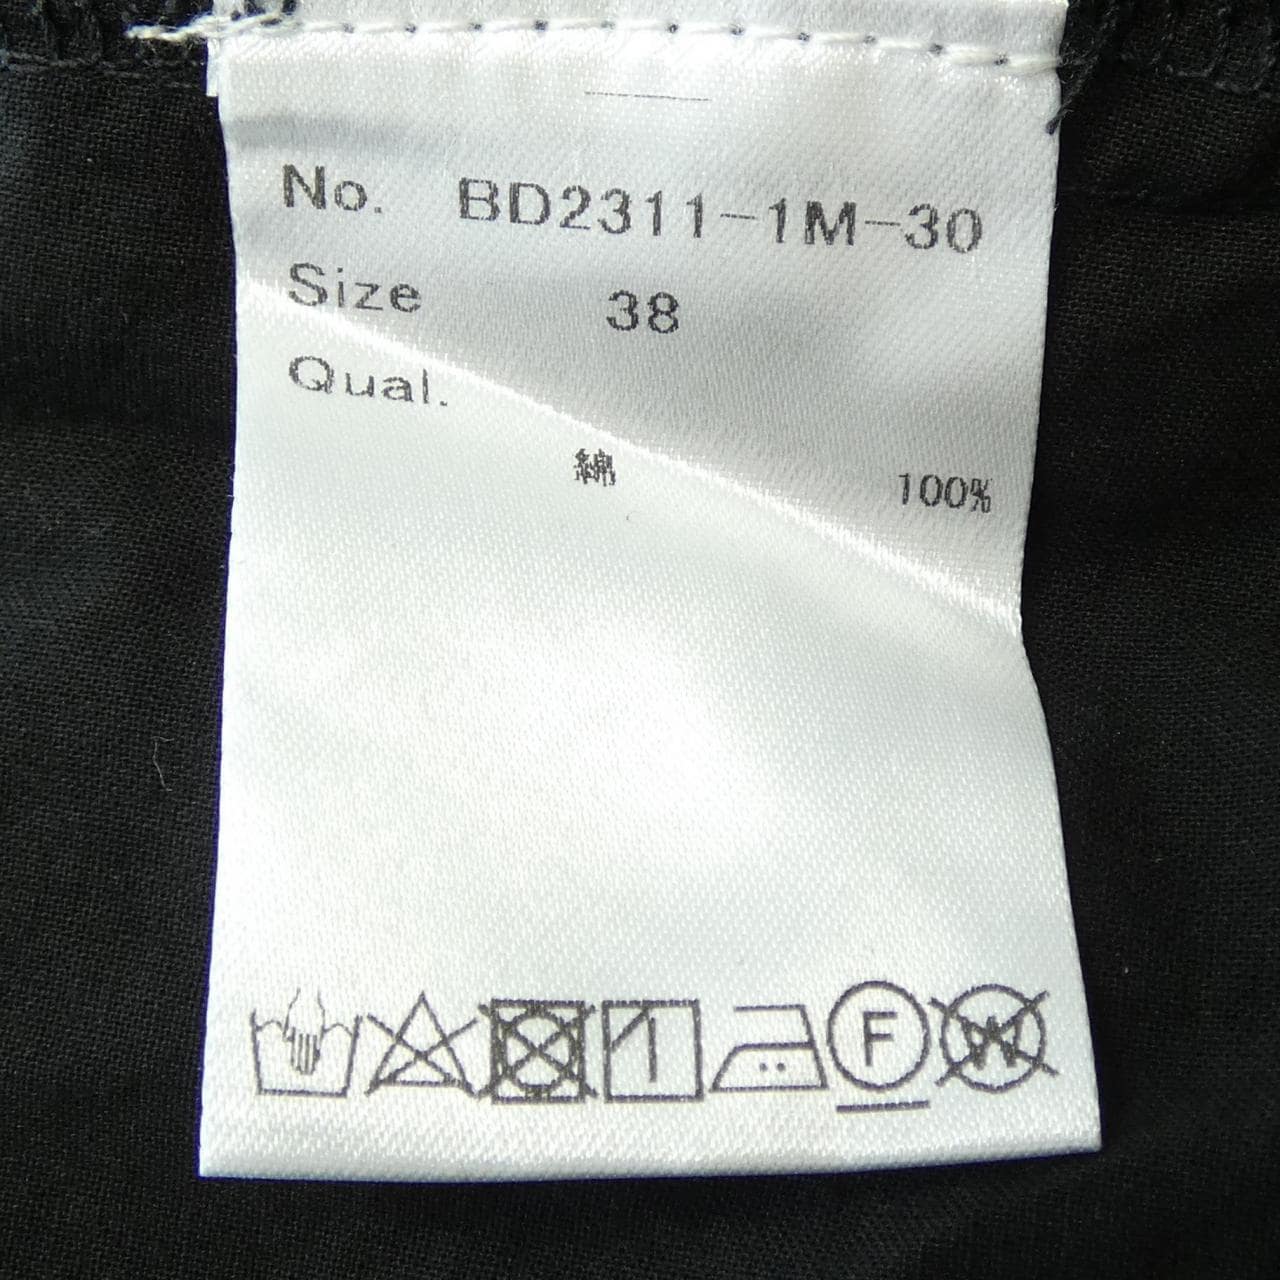 No. BD2311-1M-30
Size 38
Qual.
綿 100%
F W